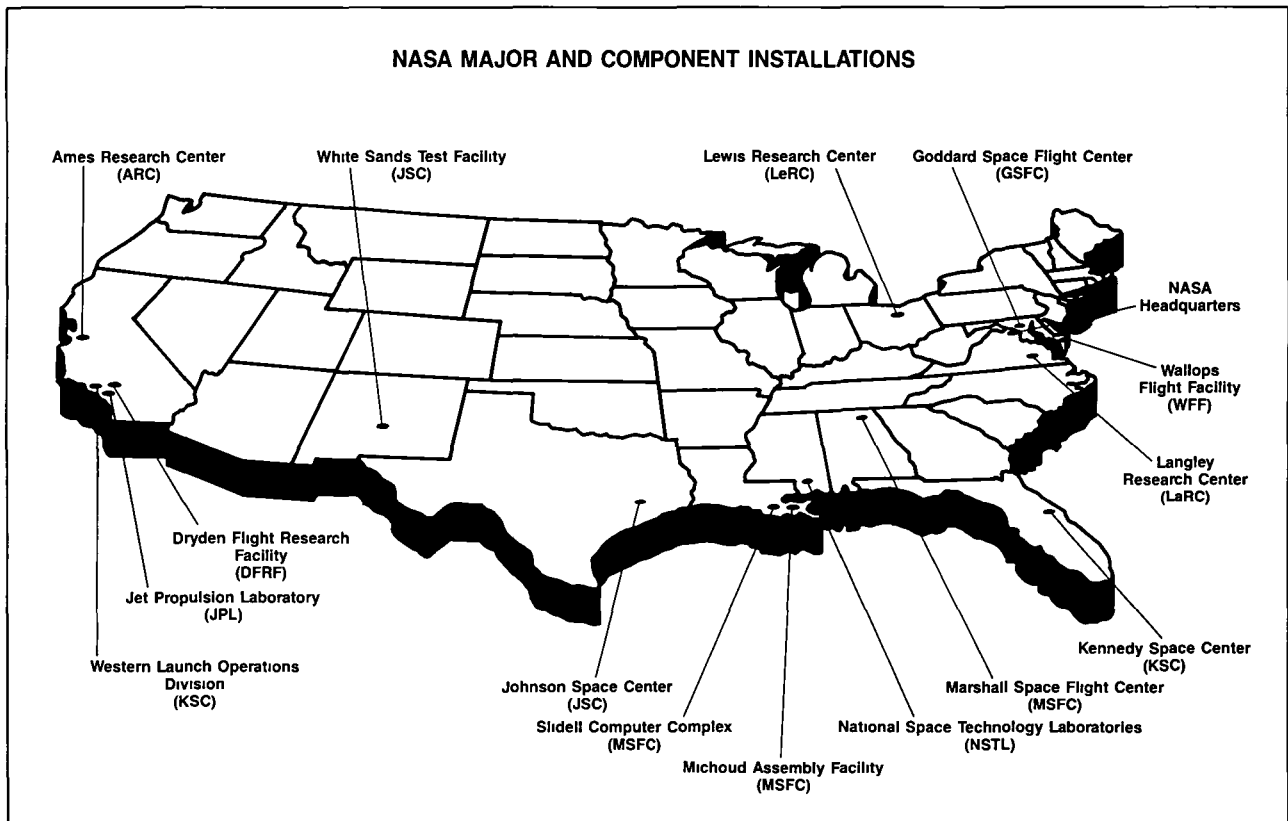 NASA MAJOR AND COMPONENT INSTALLATIONS
Ames Research Center
(ARC)
White Sands Test Facility
(JSC)
Lewis Research Center
(LeRC)
Goddard Space Flight Center
(GSFC)
NASA
Headquarters
Wallops
Flight Facility
(WFF)
Langley
Research Center
(LaRC)
Dryden Flight Research
Facility
(DFRF)
Jet Propulsion Laboratory
(JPL)
Western Launch Operations
Division
(KSC)
Johnson Space Center
(JSC)
Slidell Computer Complex
(MSFC)
Michoud Assembly Facility
(MSFC)
National Space Technology Laboratories
(NSTL)
Marshall Space Flight Center
(MSFC)
Kennedy Space Center
(KSC)